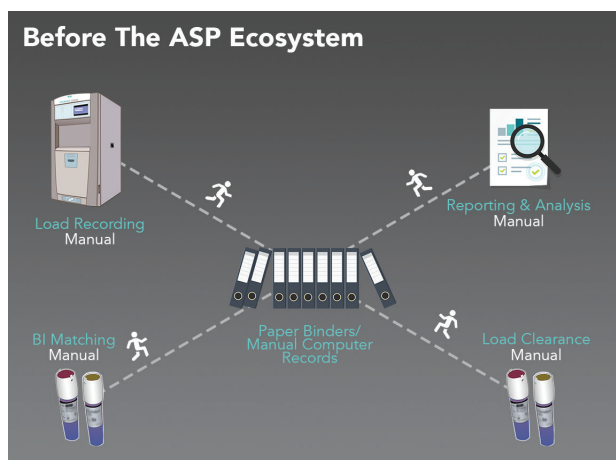 Before The ASP Ecosystem
Load Recording
Manual
Reporting & Analysis
Manual
Paper Binders/
Manual Computer
Records
BI Matching
Manual
Load Clearance
Manual